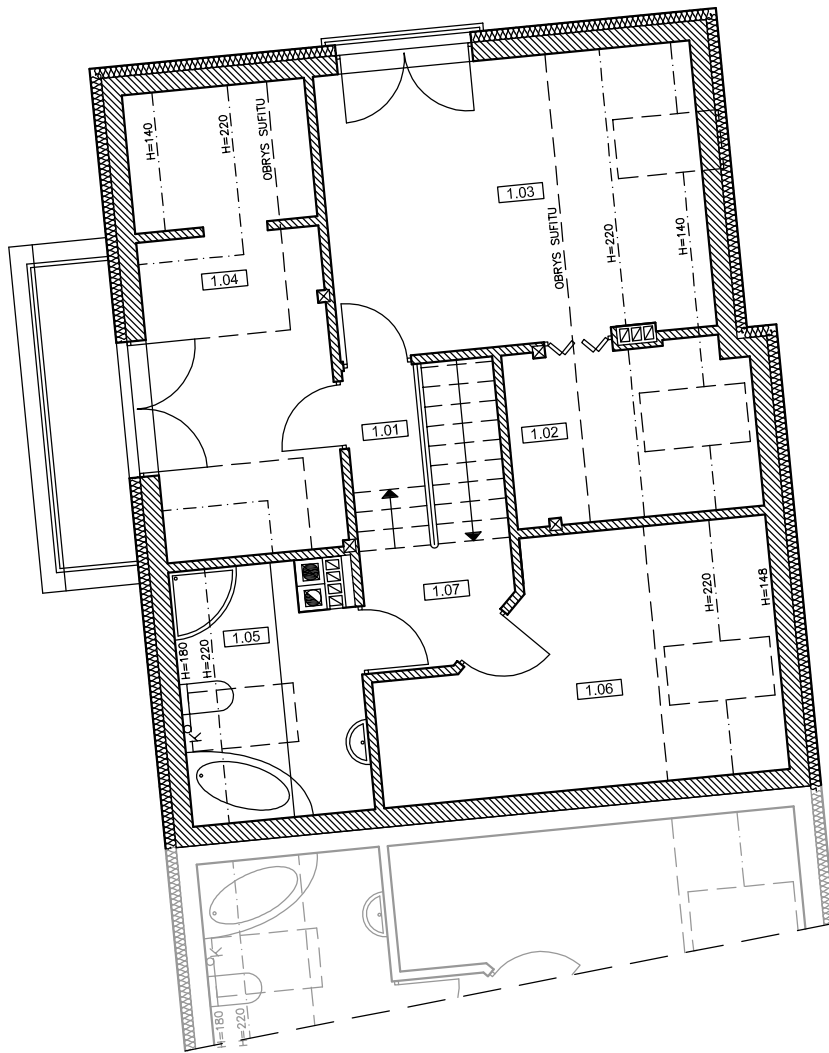 H=140
H=220
OBRYS SUFITU
1.03
1.04
OBRYS SUFITU
H=220
H=140
1.01
1.02
1.07
1.05
H=180
H=220
H=220
H=148
1.06
K
K
H=180
H=220